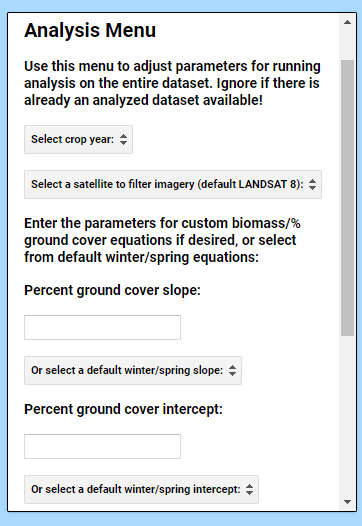 Analysis Menu
Use this menu to adjust parameters for running
analysis on the entire dataset. Ignore if there is
already an analyzed dataset available!
Select crop year:
Select a satellite to filter imagery (default LANDSAT 8):
Enter the parameters for custom biomass/%
ground cover equations if desired, or select
from default winter/spring equations:
Percent ground cover slope:
Or select a default winter/spring slope:
Percent ground cover intercept:
Or select a default winter/spring intercept: